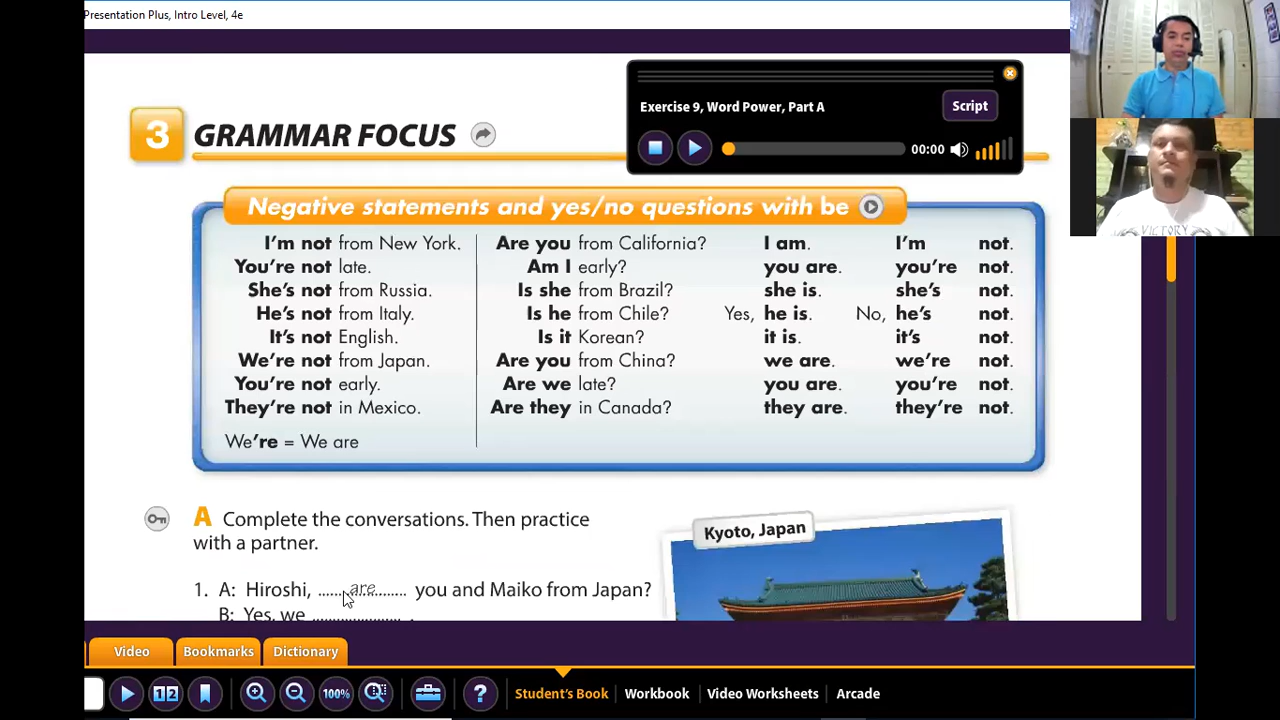 Presentation Plus, Intro Level, 4e
Exercise 9, Word Power, Part A
Script
00:00
3 GRAMMAR FOCUS
Negative statements and yes/no questions with be
I'm not from New York. Are you from California? I am. I'm not.
You're not late. Am I early? you are. you're not.
She's not from Russia. Is she from Brazil? she is. she's not.
He's not from Italy. Is he from Chile? Yes, he is. No, he's not.
It's not English. Is it Korean? it is. it's not.
We're not from Japan. Are you from China? we are. we're not.
You're not early. Are we late? you are. you're not.
They're not in Mexico. Are they in Canada? they are. they're not.
We're = We are
A Complete the conversations. Then practice
with a partner.
Kyoto, Japan
1. A: Hiroshi, ......are......... you and Maiko from Japan?
B: Yes, we ..................... .
VICTORY
Video Bookmarks Dictionary
12 100% ? Student's Book Workbook Video Worksheets Arcade